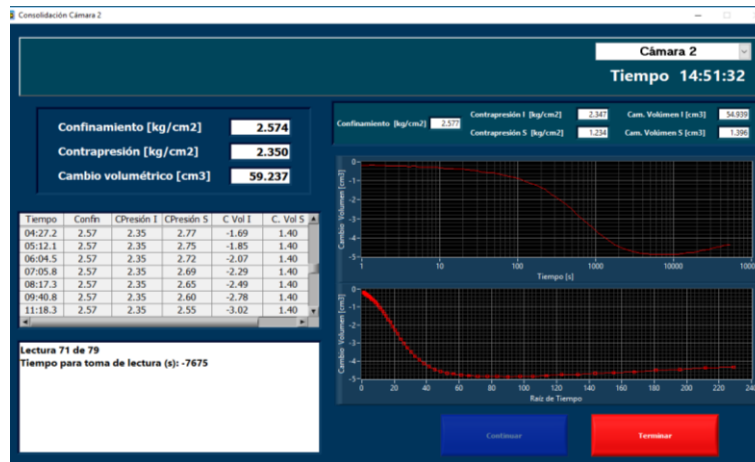 Consolidación Cámara 2
Cámara 2
Tiempo 14:51:32
Confinamiento [kg/cm2] 2.574
Contrapresión [kg/cm2] 2.350
Cambio volumétrico [cm3] 59.237
Confinamiento [kg/cm2] 2.577
Contrapresión I [kg/cm2] 2.347
Cam. Volúmen I [cm3] 54.939
Contrapresión S [kg/cm2] 1.234
Cam. Volúmen S [cm3] 1.396
Tiempo Confin CPresión I CPresión S C Vol I C. Vol S
04:27.2 2.57 2.35 2.77 -1.69 1.40
05:12.1 2.57 2.35 2.75 -1.85 1.40
06:04.5 2.57 2.35 2.72 -2.07 1.40
07:05.8 2.57 2.35 2.69 -2.29 1.40
08:17.3 2.57 2.35 2.65 -2.49 1.40
09:40.8 2.57 2.35 2.60 -2.78 1.40
11:18.3 2.57 2.35 2.55 -3.02 1.40
Lectura 71 de 79
Tiempo para toma de lectura (s): -7675
Cambio Volumen [cm3]
0
-1
-2
-3
-4
-5
1 10 100 1000 10000 1000
Tiempo [s]
Cambio Volumen [cm3]
0
-1
-2
-3
-4
-5
0 20 40 60 80 100 120 140 160 180 200 220 240
Raíz de Tiempo
Continuar
Terminar